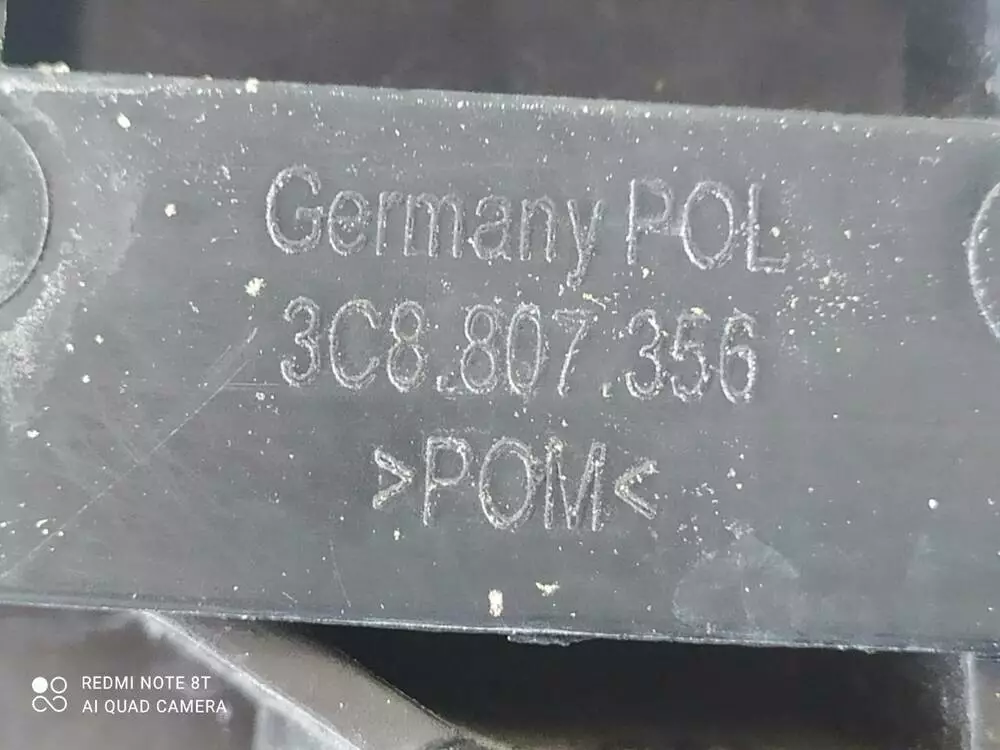 Germany POL
3C8.807.356
>POM<
REDMI NOTE 8T
AI QUAD CAMERA